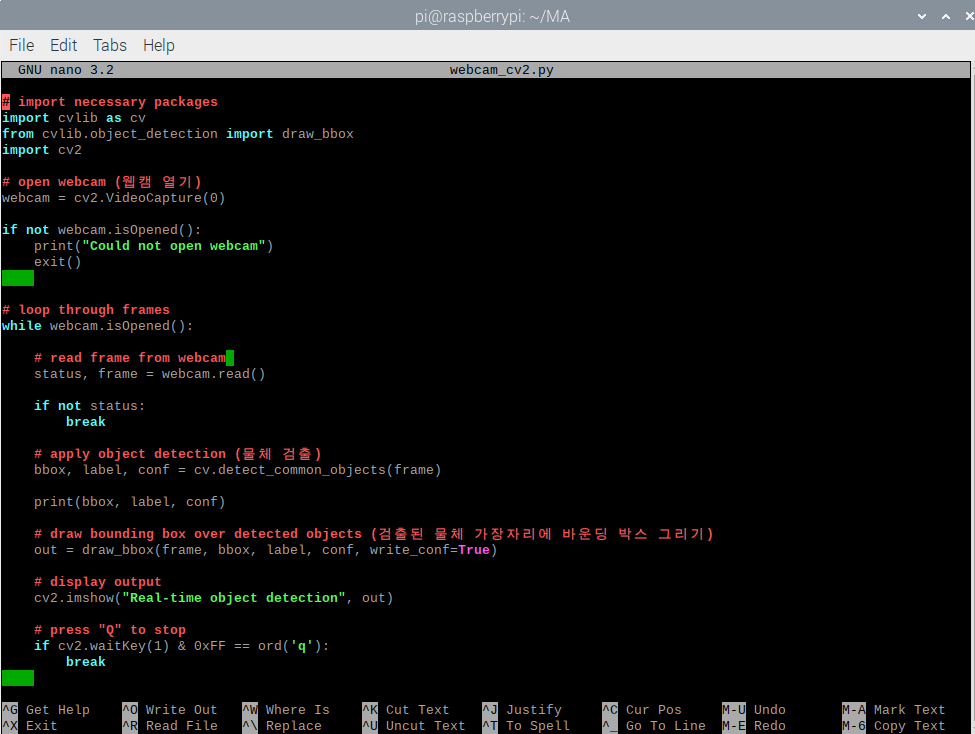 pi@raspberrypi: ~/MA
File Edit Tabs Help
GNU nano 3.2 webcam_cv2.py
# import necessary packages
import cvlib as cv
from cvlib.object_detection import draw_bbox
import cv2
# open webcam (웹캠 열기)
webcam = cv2.VideoCapture(0)
if not webcam.isOpened():
    print("Could not open webcam")
    exit()
# loop through frames
while webcam.isOpened():
    # read frame from webcam
    status, frame = webcam.read()
    if not status:
        break
    # apply object detection (물체 검출)
    bbox, label, conf = cv.detect_common_objects(frame)
    print(bbox, label, conf)
    # draw bounding box over detected objects (검출된 물체 가장자리에 바운딩 박스 그리기)
    out = draw_bbox(frame, bbox, label, conf, write_conf=True)
    # display output
    cv2.imshow("Real-time object detection", out)
    # press "Q" to stop
    if cv2.waitKey(1) & 0xFF == ord('q'):
        break
^G Get Help ^O Write Out ^W Where Is ^K Cut Text ^J Justify ^C Cur Pos M-U Undo M-A Mark Text
^X Exit ^R Read File ^\ Replace ^U Uncut Text ^T To Spell ^_ Go To Line M-E Redo M-6 Copy Text